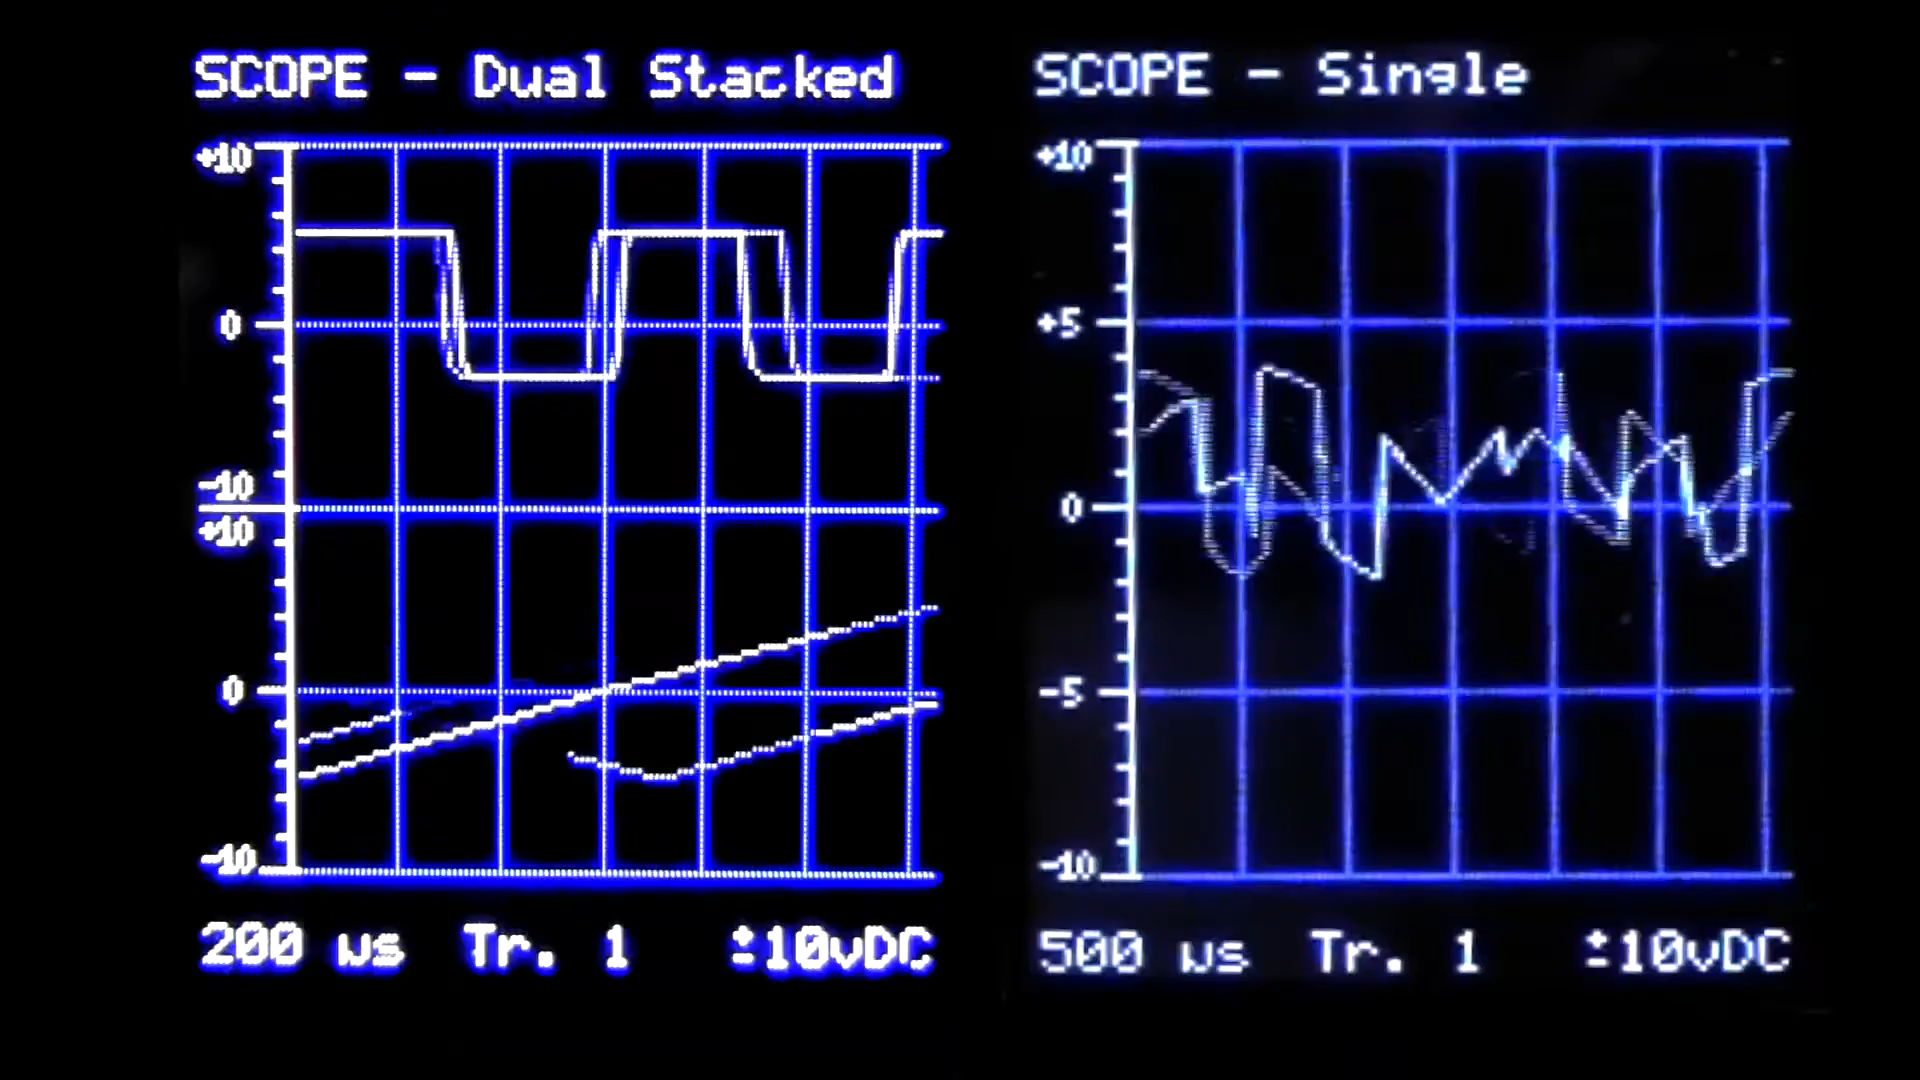 SCOPE - Dual Stacked
+10
0
-10
+10
0
-10
200 us Tr. 1 ±10vDC
SCOPE - Single
+10
+5
0
-5
-10
500 us Tr. 1 ±10vDC